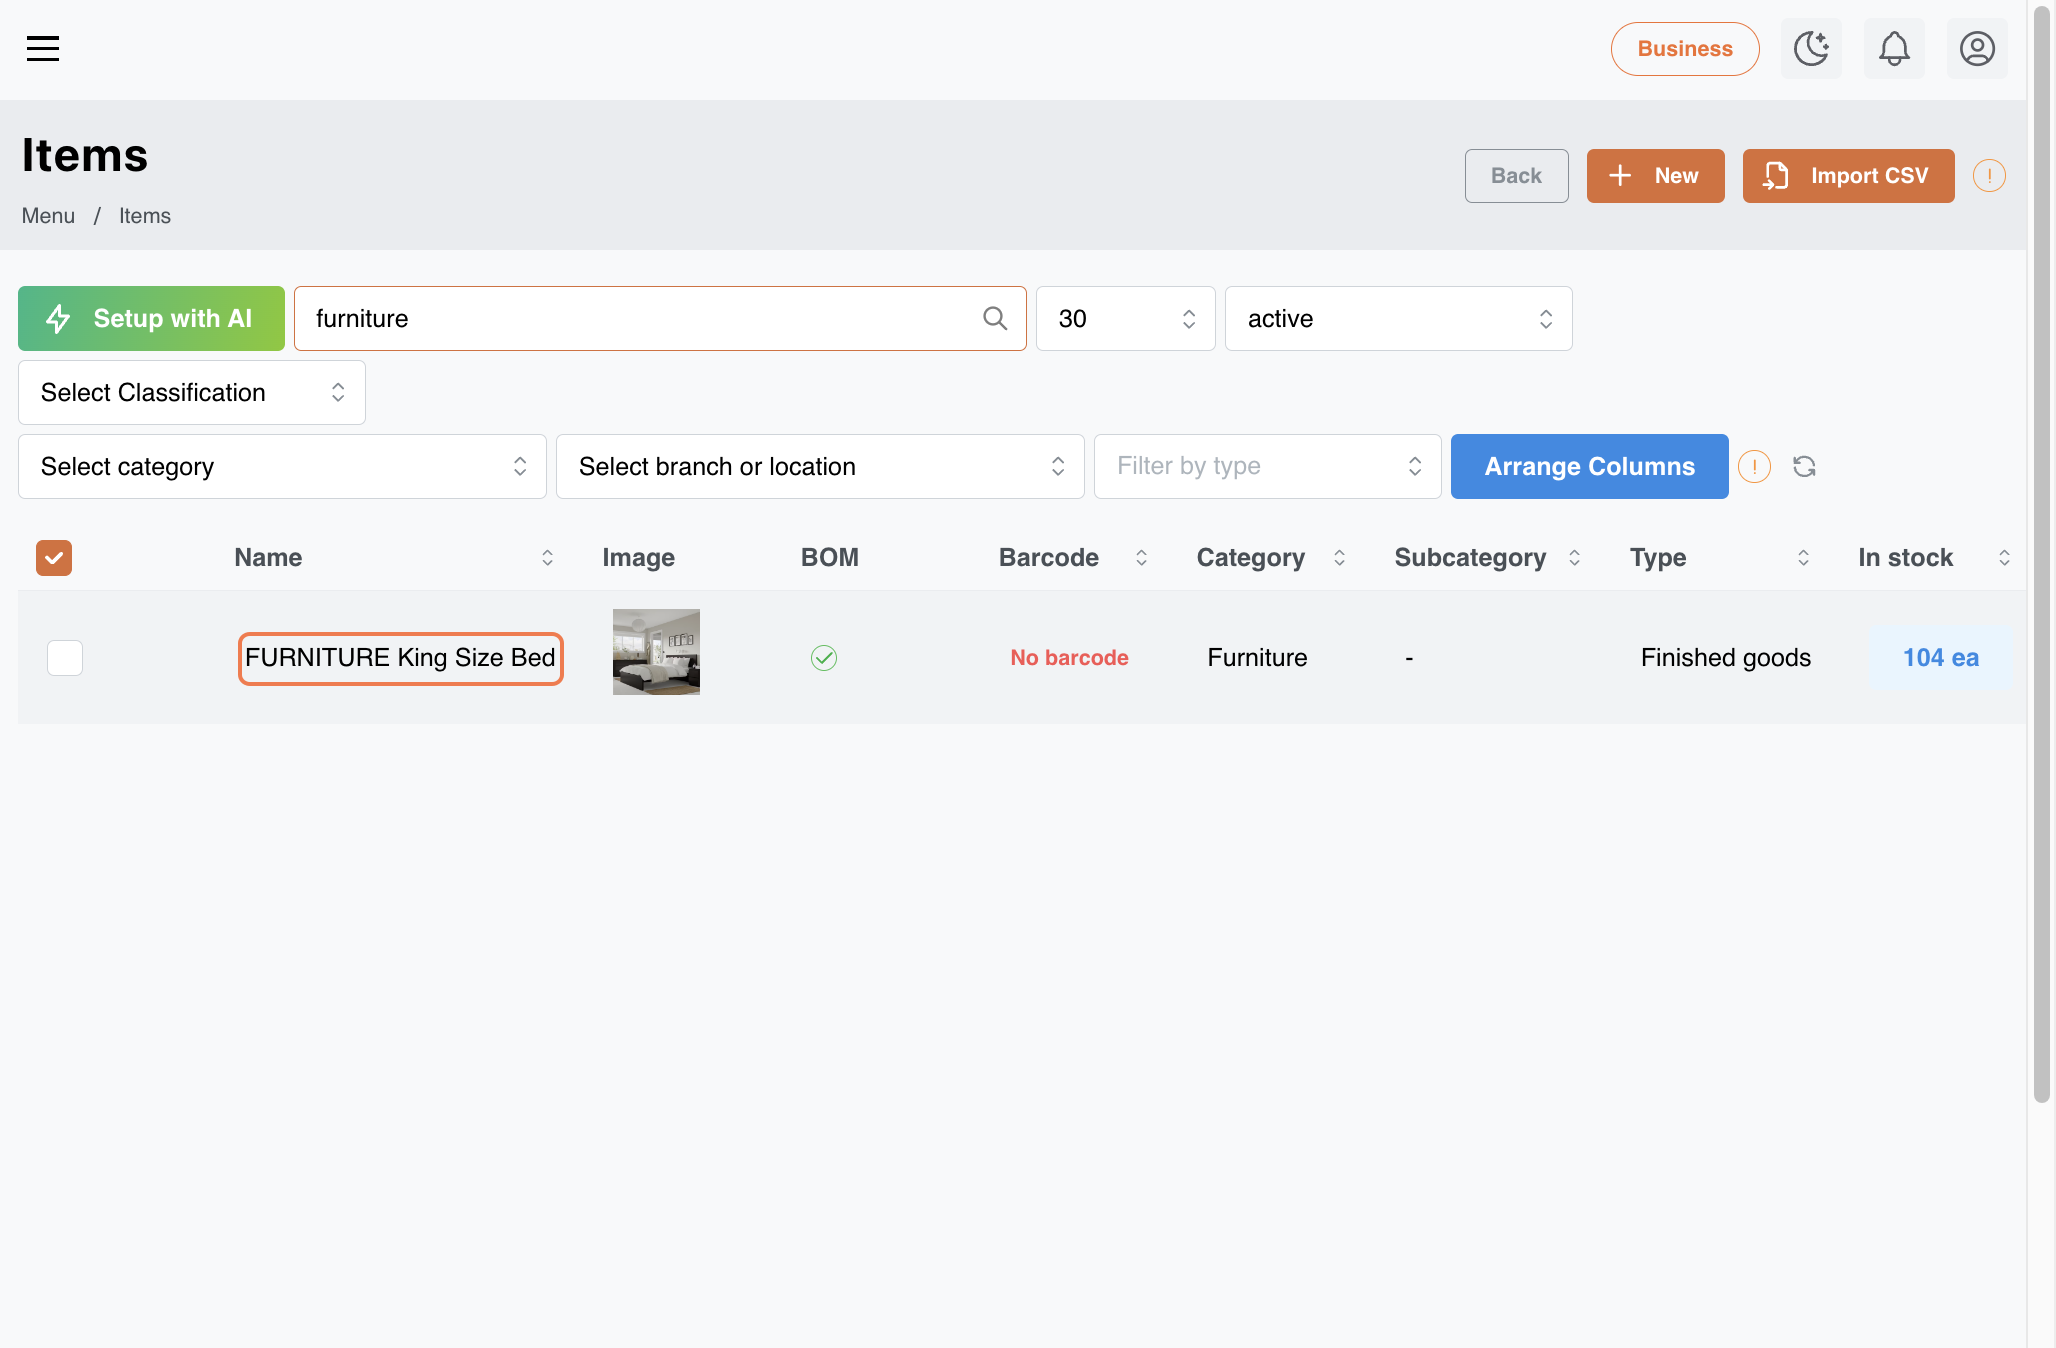 Business
Items
Menu / Items
Back
New
Import CSV
!
Setup with AI
furniture
30
active
Select Classification
Select category
Select branch or location
Filter by type
Arrange Columns
!
Name
Image
BOM
Barcode
Category
Subcategory
Type
In stock
FURNITURE King Size Bed
No barcode
Furniture
-
Finished goods
104 ea